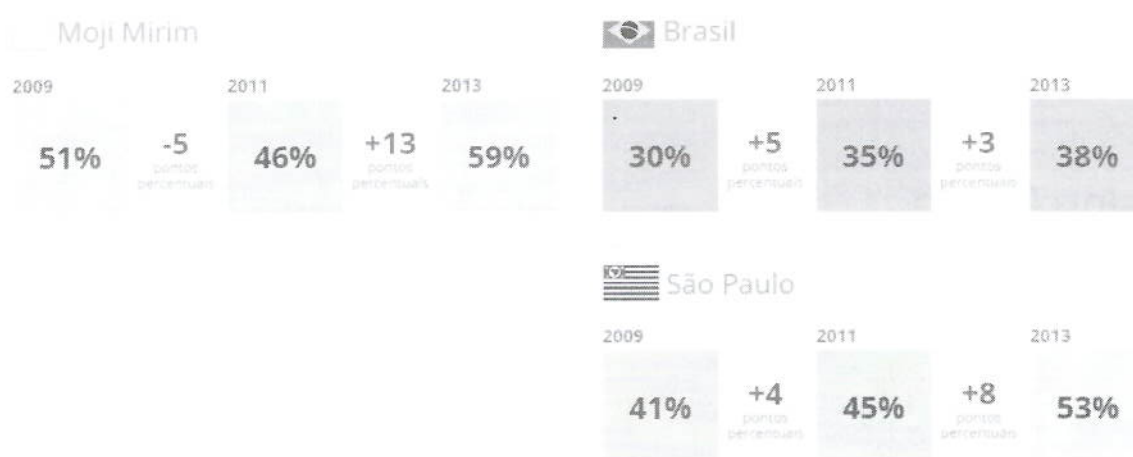 Moji Mirim
2009 2011 2013
51% -5 pontos percentuais 46% +13 pontos percentuais 59%
Brasil
2009 2011 2013
30% +5 pontos percentuais 35% +3 pontos percentuais 38%
São Paulo
2009 2011 2013
41% +4 pontos percentuais 45% +8 pontos percentuais 53%